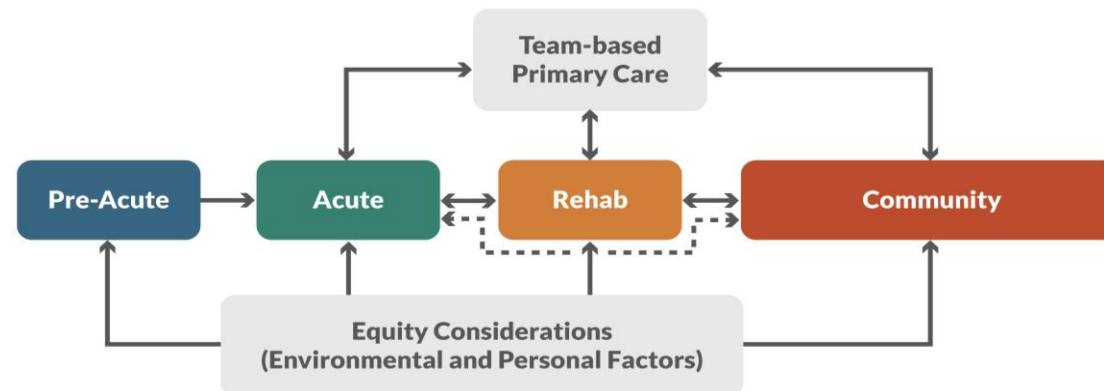 Team-based
Primary Care
Pre-Acute
Acute
Rehab
Community
Equity Considerations
(Environmental and Personal Factors)